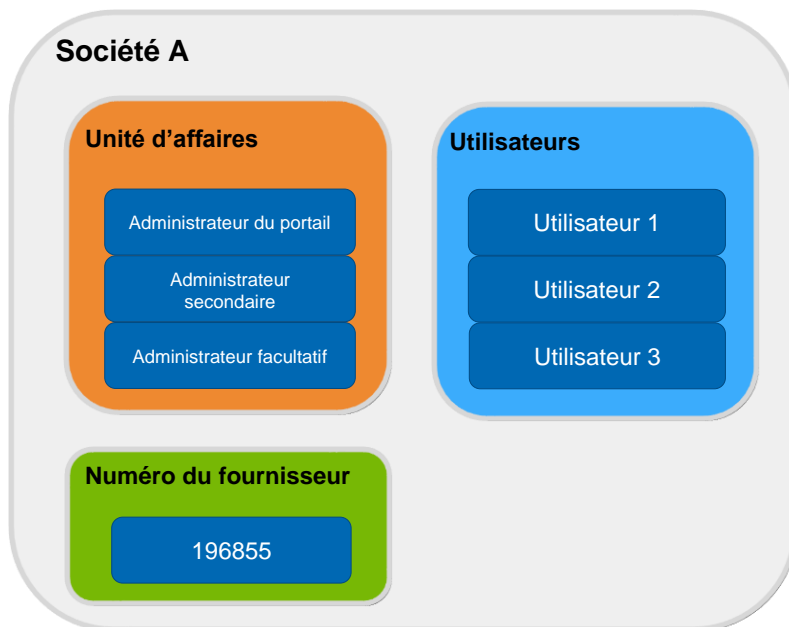 Société A
Unité d’affaires
Administrateur du portail
Administrateur
secondaire
Administrateur facultatif
Utilisateurs
Utilisateur 1
Utilisateur 2
Utilisateur 3
Numéro du fournisseur
196855